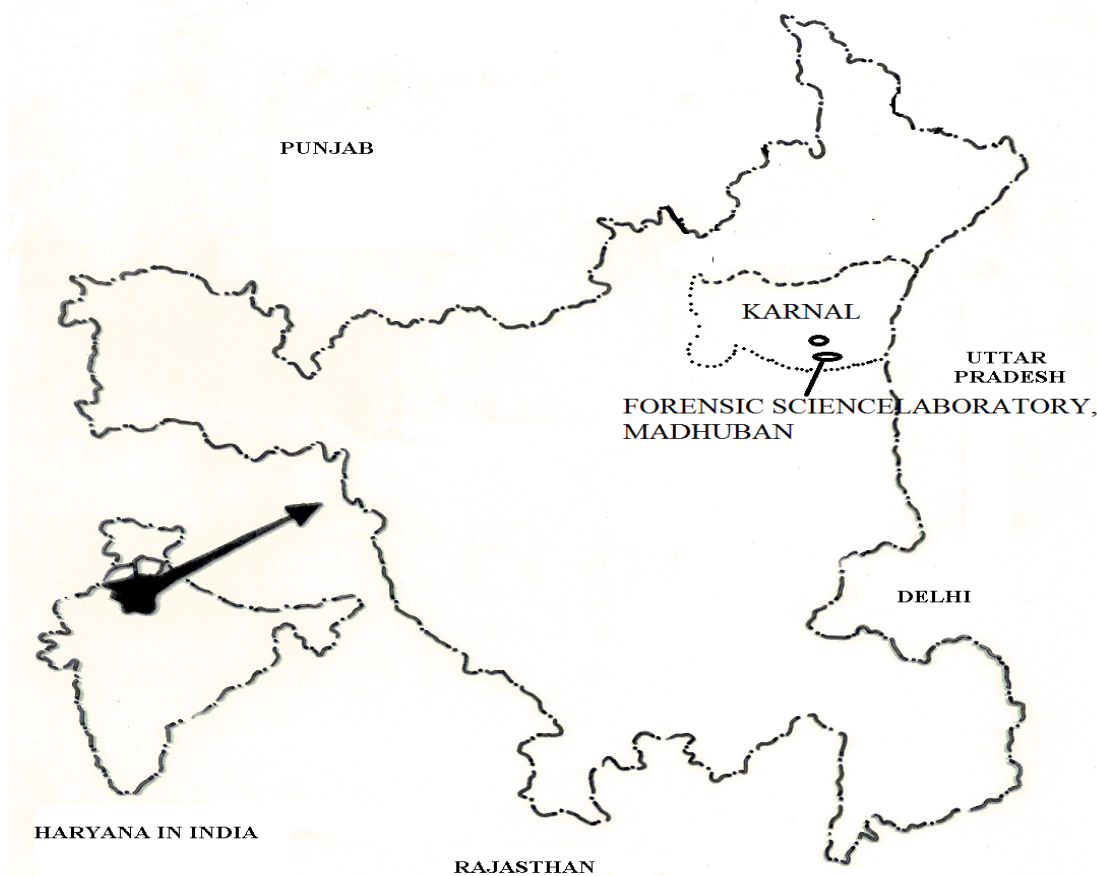 PUNJAB
KARNAL
UTTAR
PRADESH
FORENSIC SCIENCELABORATORY,
MADHUBAN
DELHI
HARYANA IN INDIA
RAJASTHAN